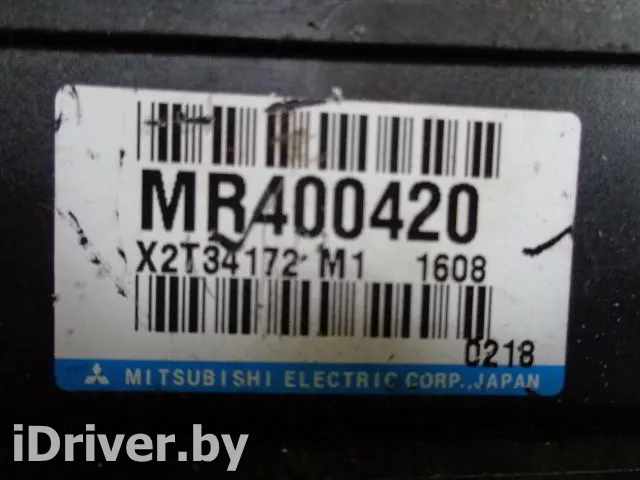 MR400420
X2T34172 M1 1608
0218
MITSUBISHI ELECTRIC CORP., JAPAN
iDriver.by